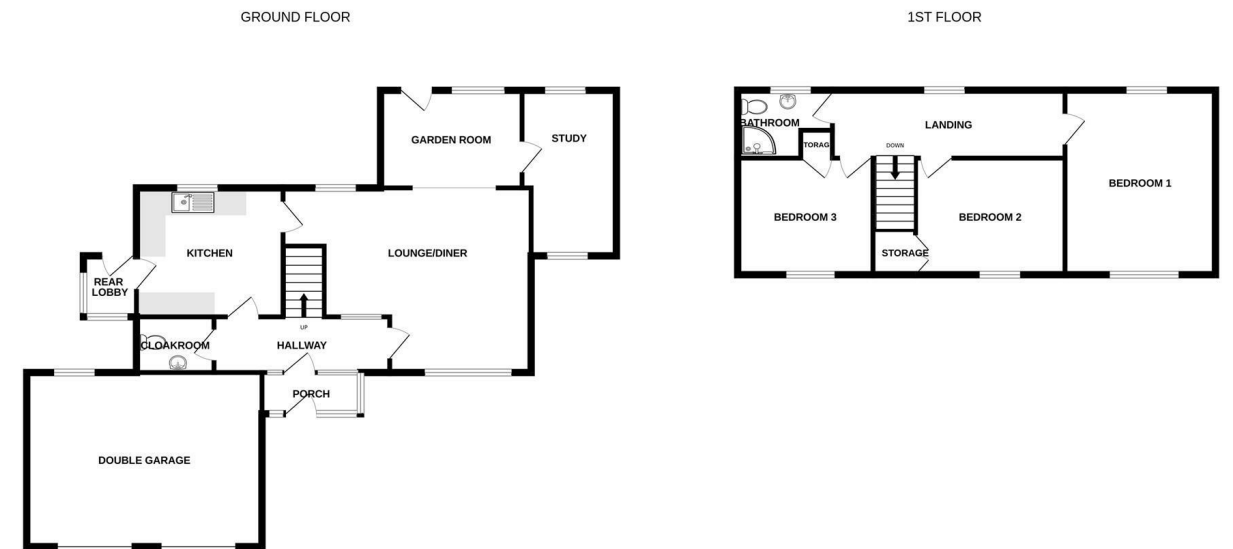 GROUND FLOOR
GARDEN ROOM
STUDY
KITCHEN
LOUNGE/DINER
REAR
LOBBY
UP
CLOAKROOM
HALLWAY
PORCH
DOUBLE GARAGE
1ST FLOOR
BATHROOM
LANDING
TORAG
DOWN
BEDROOM 1
BEDROOM 3
BEDROOM 2
STORAGE